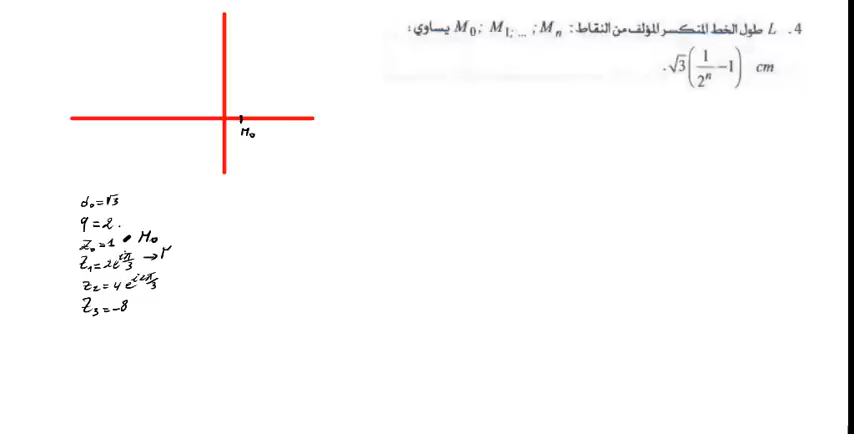 4. L طول الخط المنكسر المؤلف من النقاط: M₀; M₁; ... ; Mₙ يساوي:
.√3(1/2ⁿ −1) cm
M₀
d₀=√3
q=2.
Z₀=1 • M₀
Z₁=2e^{iπ/3} →
Z₂=4e^{i2π/3}
Z₃=-8